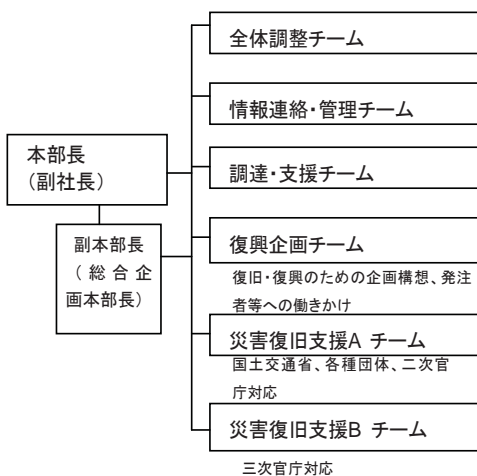 全体調整チーム
情報連絡・管理チーム
本部長
（副社長）
調達・支援チーム
副本部長
（総合企
画本部長）
復興企画チーム
復旧・復興のための企画構想、発注
者等への働きかけ
災害復旧支援A チーム
国土交通省、各種団体、二次官
庁対応
災害復旧支援B チーム
三次官庁対応